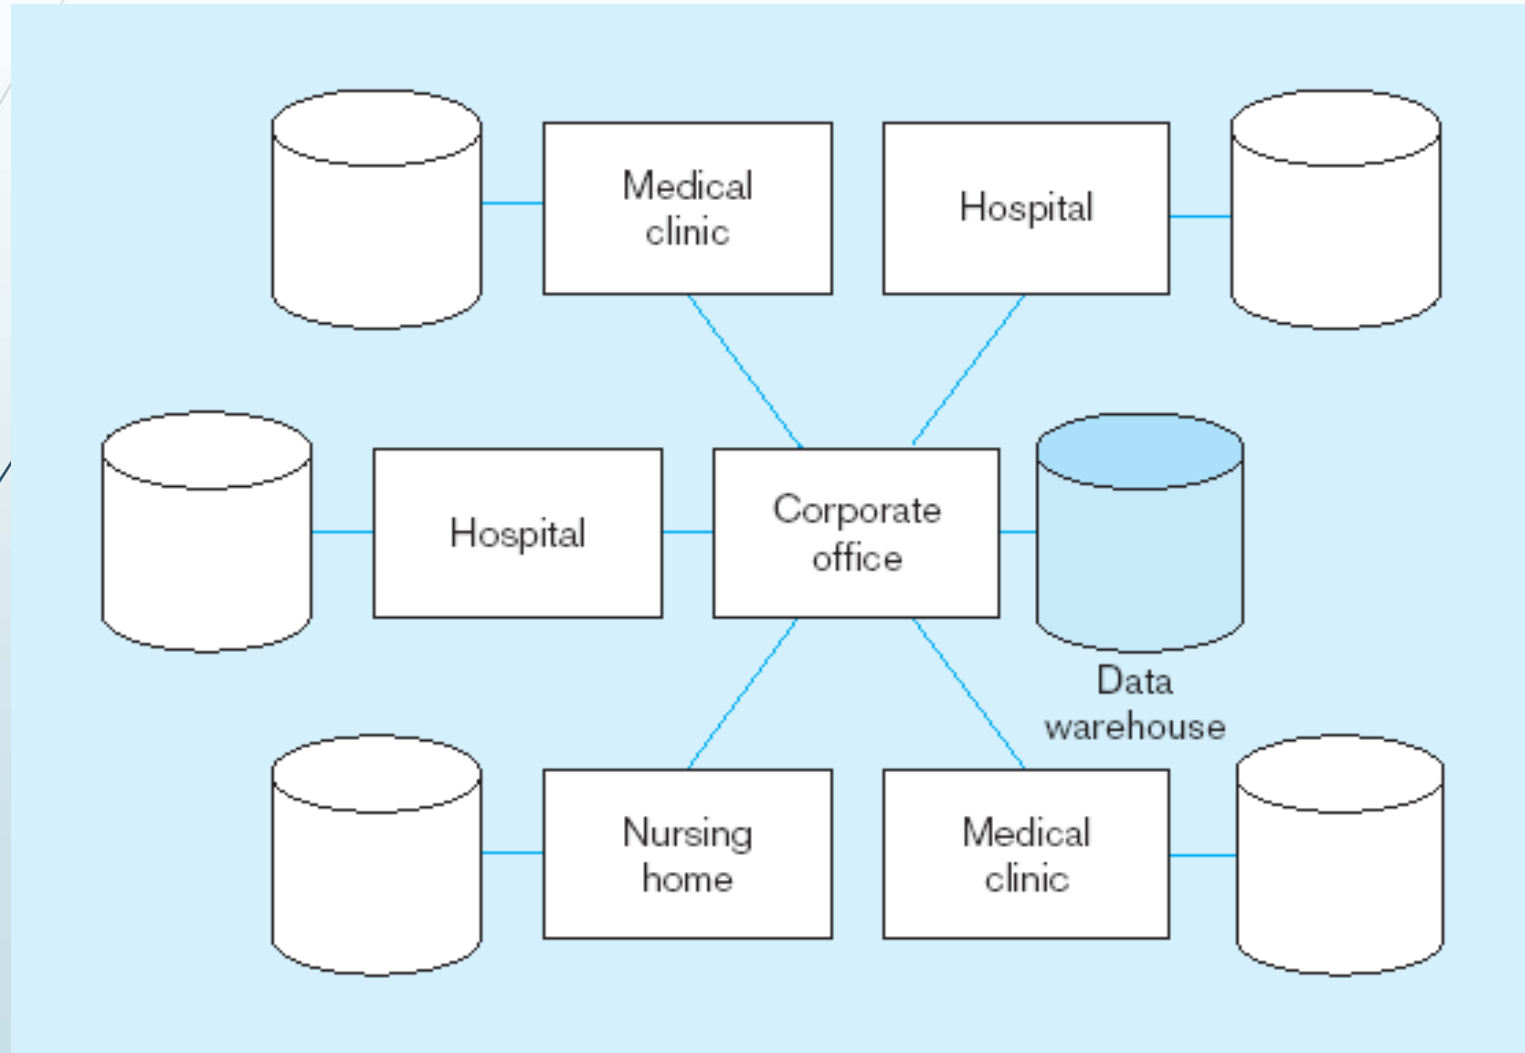 Medical
clinic
Hospital
Hospital
Corporate
office
Data
warehouse
Nursing
home
Medical
clinic